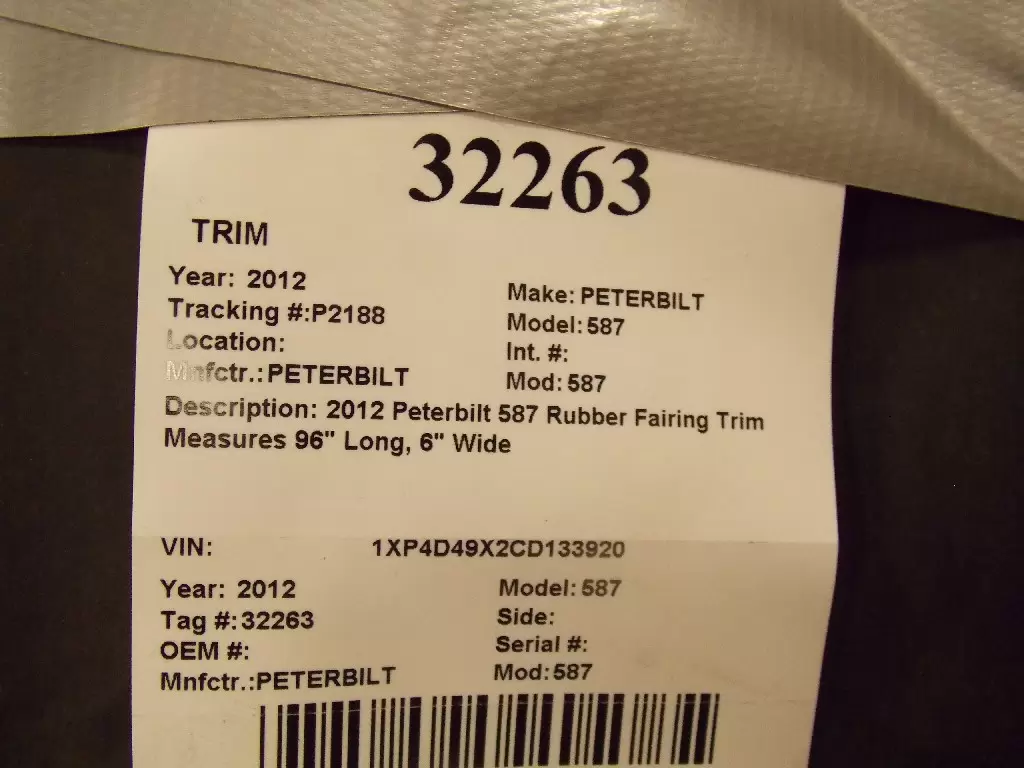 32263
TRIM
Year: 2012
Make: PETERBILT
Tracking #:P2188
Model: 587
Location:
Int. #:
Mnfctr.: PETERBILT
Mod: 587
Description: 2012 Peterbilt 587 Rubber Fairing Trim
Measures 96" Long, 6" Wide
VIN: 1XP4D49X2CD133920
Year: 2012
Model: 587
Tag #: 32263
Side:
OEM #:
Serial #:
Mnfctr.:PETERBILT
Mod: 587